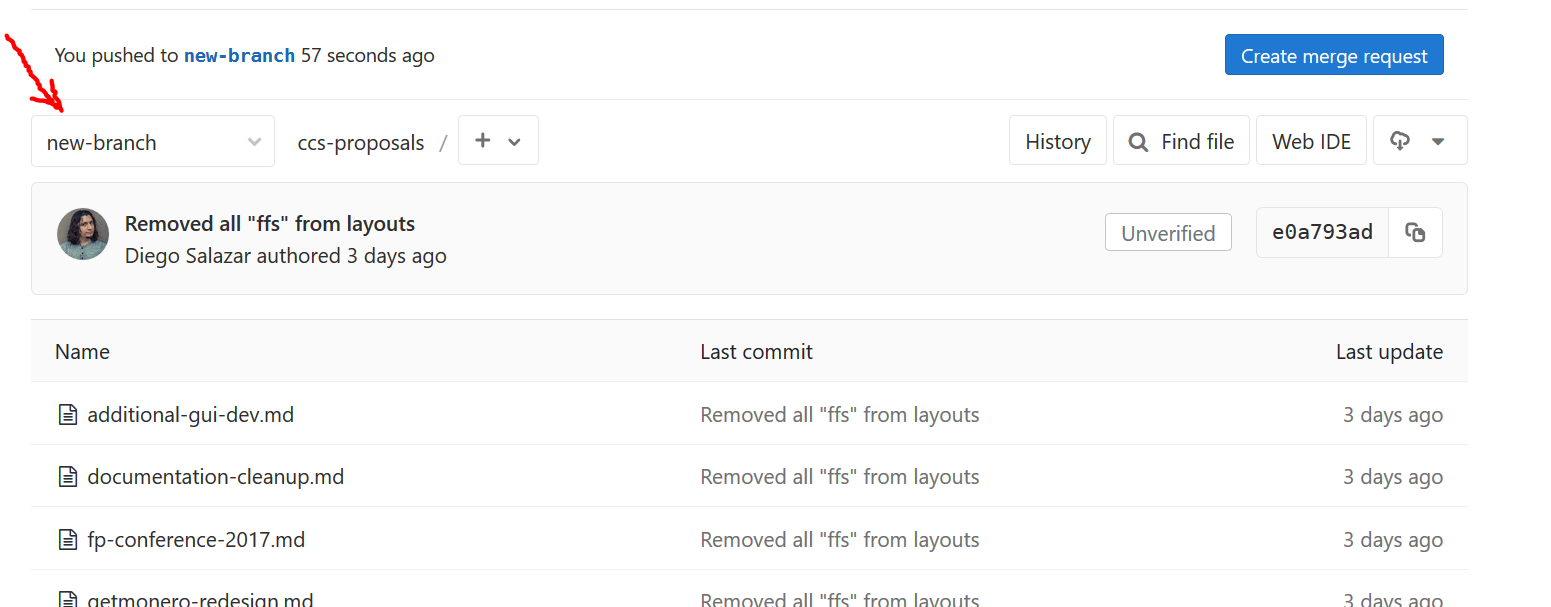 You pushed to new-branch 57 seconds ago
Create merge request
new-branch
ccs-proposals /
History
Find file
Web IDE
Removed all "ffs" from layouts
Diego Salazar authored 3 days ago
Unverified
e0a793ad
Name Last commit Last update
additional-gui-dev.md Removed all "ffs" from layouts 3 days ago
documentation-cleanup.md Removed all "ffs" from layouts 3 days ago
fp-conference-2017.md Removed all "ffs" from layouts 3 days ago
getmonero-redesign.md Removed all "ffs" from layouts 3 days ago